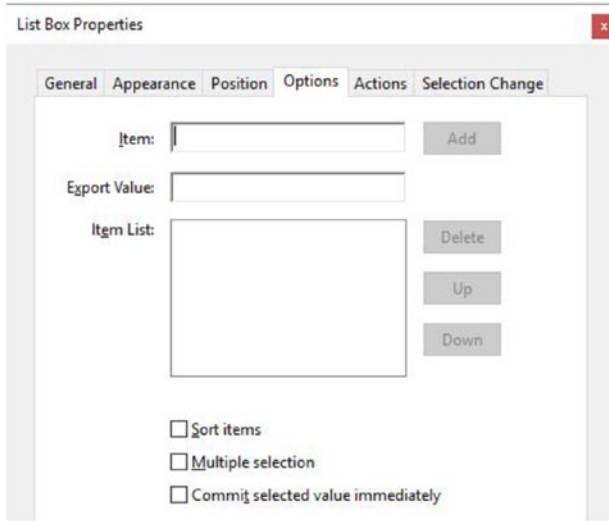 List Box Properties
x
General Appearance Position Options Actions Selection Change
Item: Add
Export Value:
Item List:
Delete
Up
Down
Sort items
Multiple selection
Commit selected value immediately